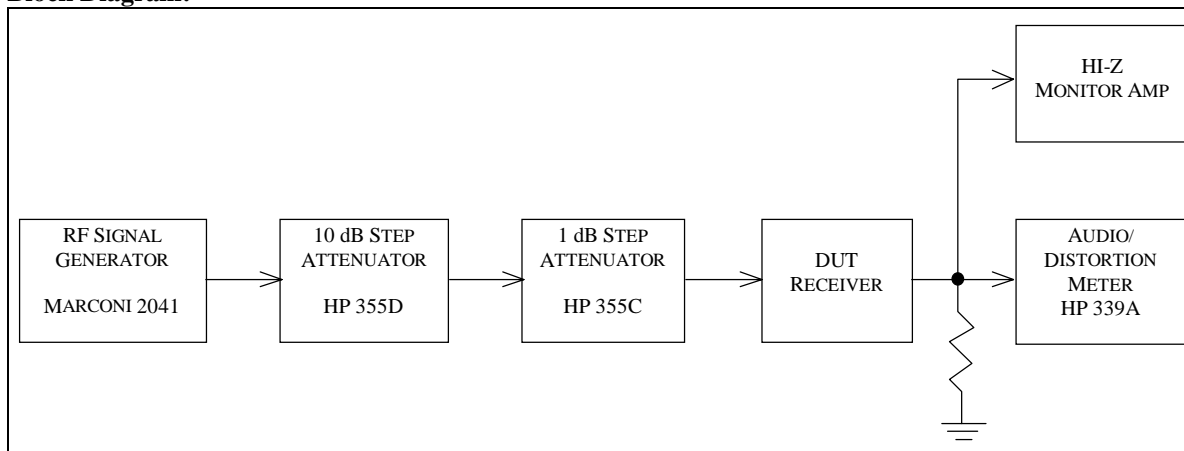 Block Diagram:
HI-Z
MONITOR AMP
RF SIGNAL
GENERATOR
MARCONI 2041
10 dB STEP
ATTENUATOR
HP 355D
1 dB STEP
ATTENUATOR
HP 355C
DUT
RECEIVER
AUDIO/
DISTORTION
METER
HP 339A